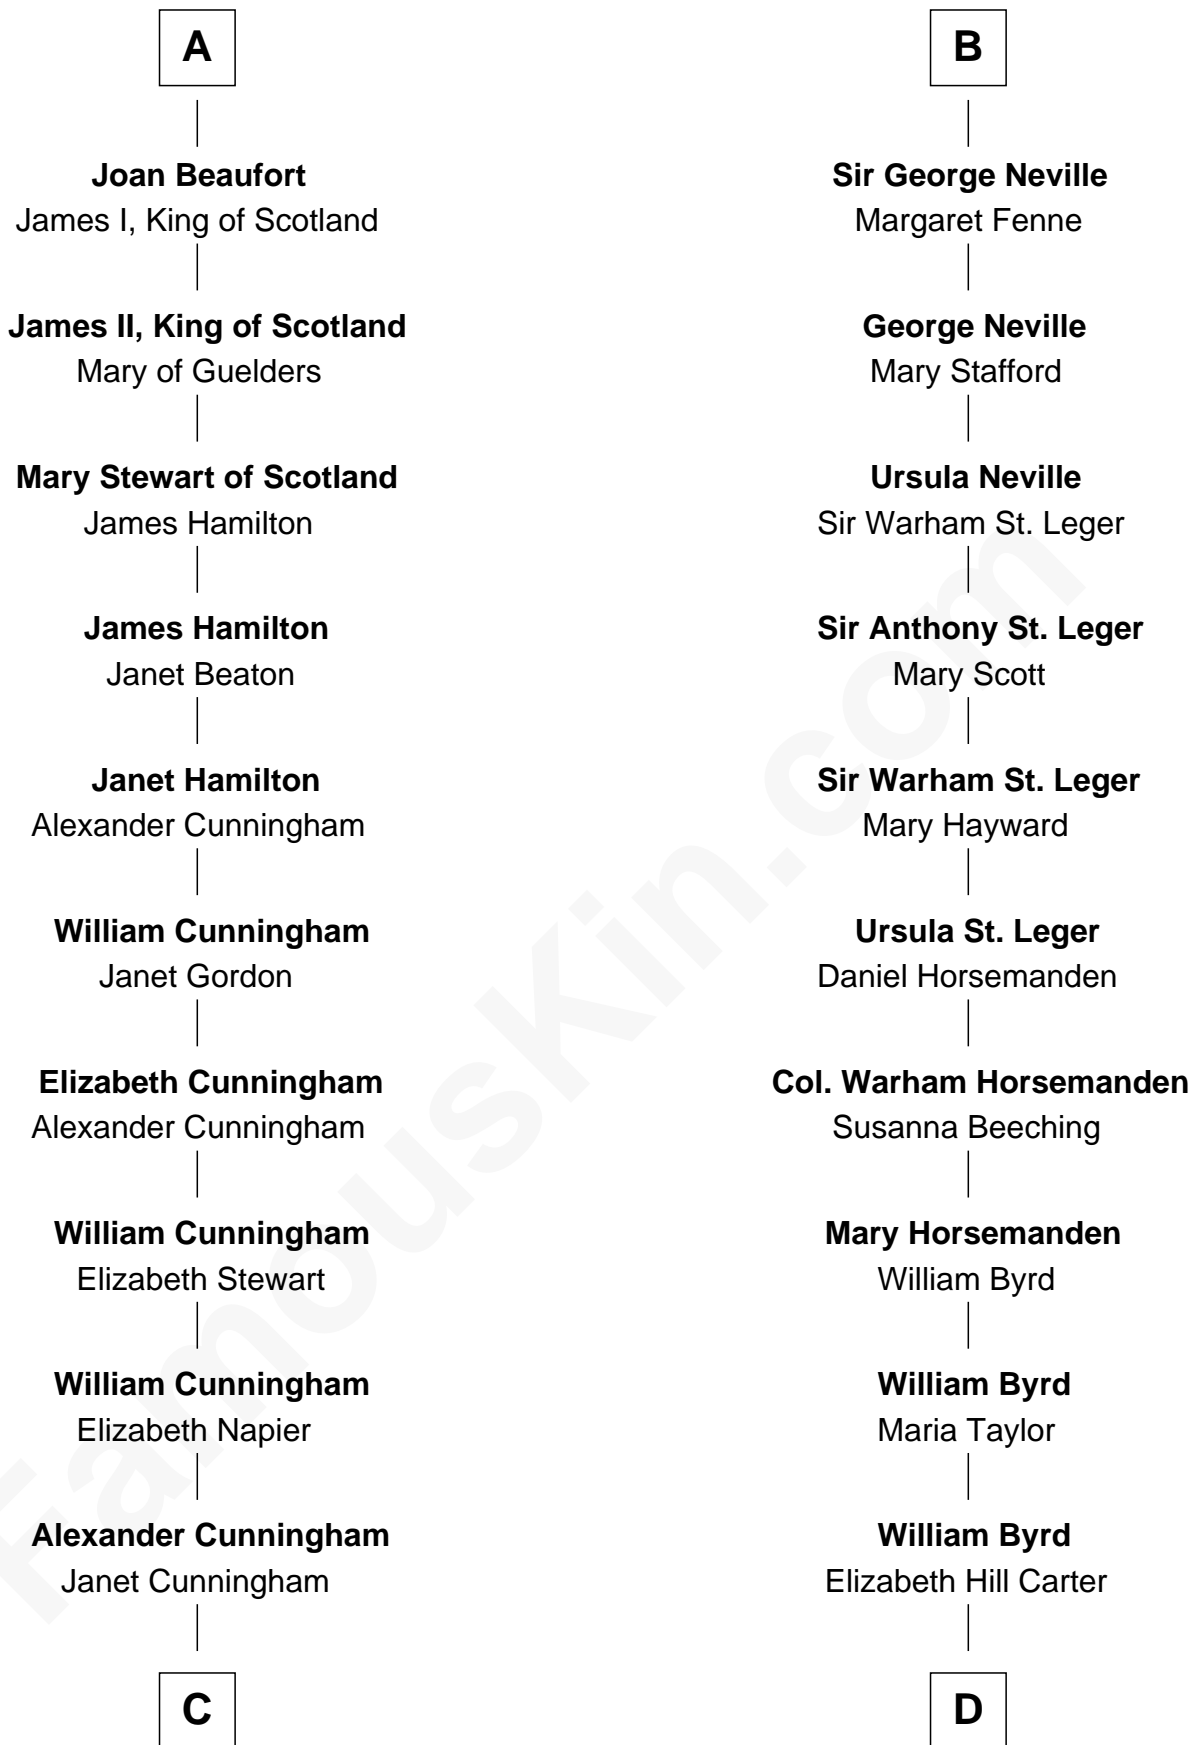 A
Joan Beaufort
James I, King of Scotland
James II, King of Scotland
Mary of Guelders
Mary Stewart of Scotland
James Hamilton
James Hamilton
Janet Beaton
Janet Hamilton
Alexander Cunningham
William Cunningham
Janet Gordon
Elizabeth Cunningham
Alexander Cunningham
William Cunningham
Elizabeth Stewart
William Cunningham
Elizabeth Napier
Alexander Cunningham
Janet Cunningham
C
B
Sir George Neville
Margaret Fenne
George Neville
Mary Stafford
Ursula Neville
Sir Warham St. Leger
Sir Anthony St. Leger
Mary Scott
Sir Warham St. Leger
Mary Hayward
Ursula St. Leger
Daniel Horsemanden
Col. Warham Horsemanden
Susanna Beeching
Mary Horsemanden
William Byrd
William Byrd
Maria Taylor
William Byrd
Elizabeth Hill Carter
D
FamousKin.com